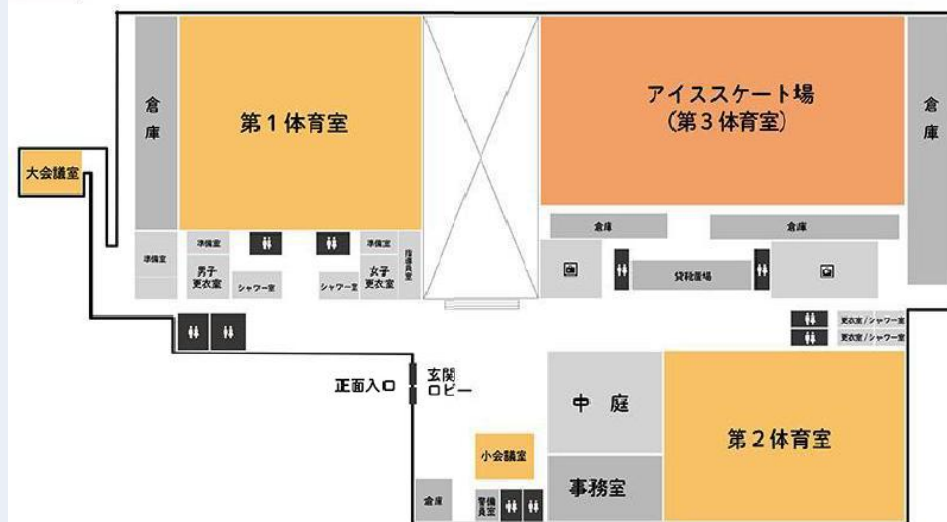 倉
庫
第1体育室
アイススケート場
(第3体育室)
倉
庫
大会議室
準備室
準備室
男子
更衣室
シャワー室
シャワー室
準備室
女子
更衣室
指導員室
倉庫
倉庫
貸靴置場
更衣室/シャワー室
更衣室/シャワー室
正面入口
玄関
ロビー
中 庭
第2体育室
小会議室
事務室
倉庫
警備
員室